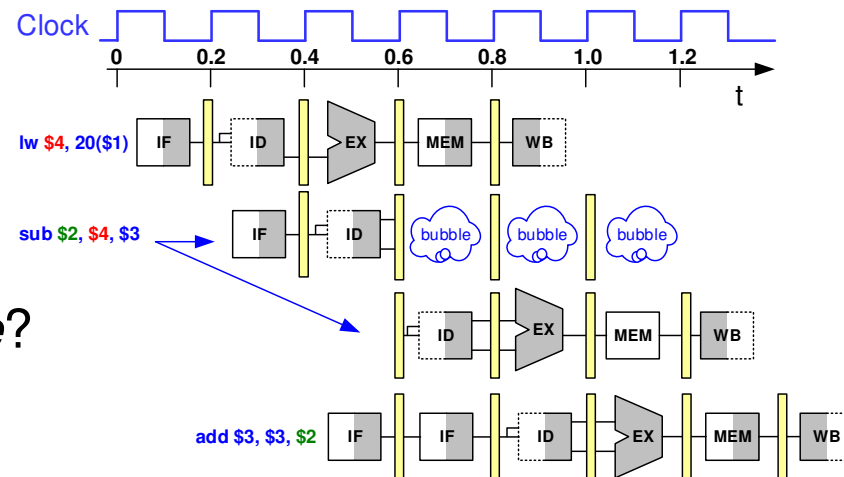 Clock
0 0.2 0.4 0.6 0.8 1.0 1.2
t
lw $4, 20($1) IF ID EX MEM WB
sub $2, $4, $3 IF ID bubble bubble bubble
e?
ID EX MEM WB
add $3, $3, $2 IF IF ID EX MEM WB